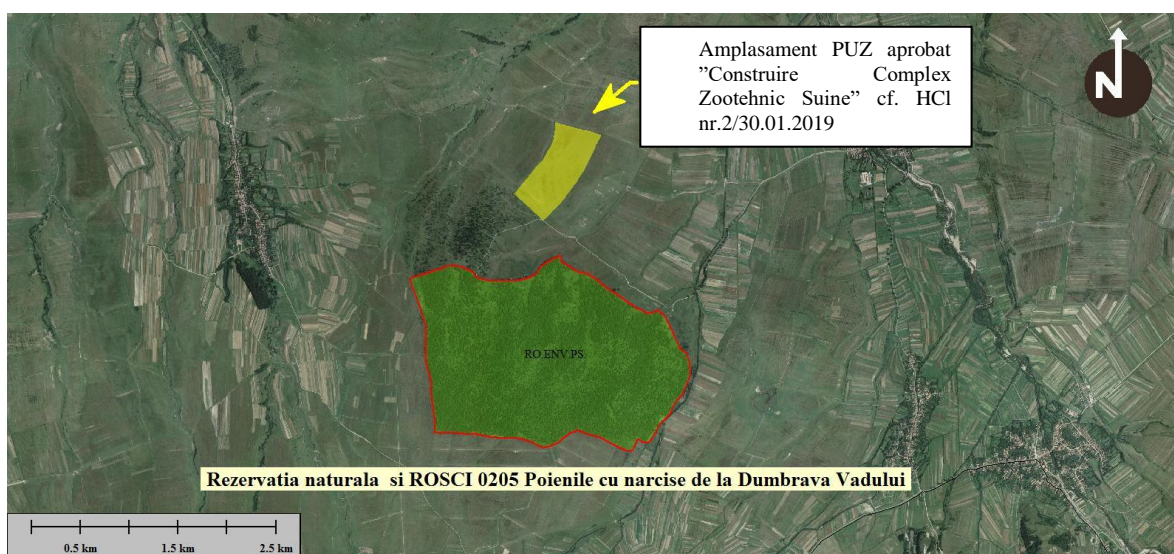 Amplasament PUZ aprobat
”Construire Complex
Zootehnic Suine” cf. HCl
nr.2/30.01.2019
N
RO.ENV.PS.
Rezervatia naturala si ROSCI 0205 Poienile cu narcise de la Dumbrava Vadului
0.5 km 1.5 km 2.5 km